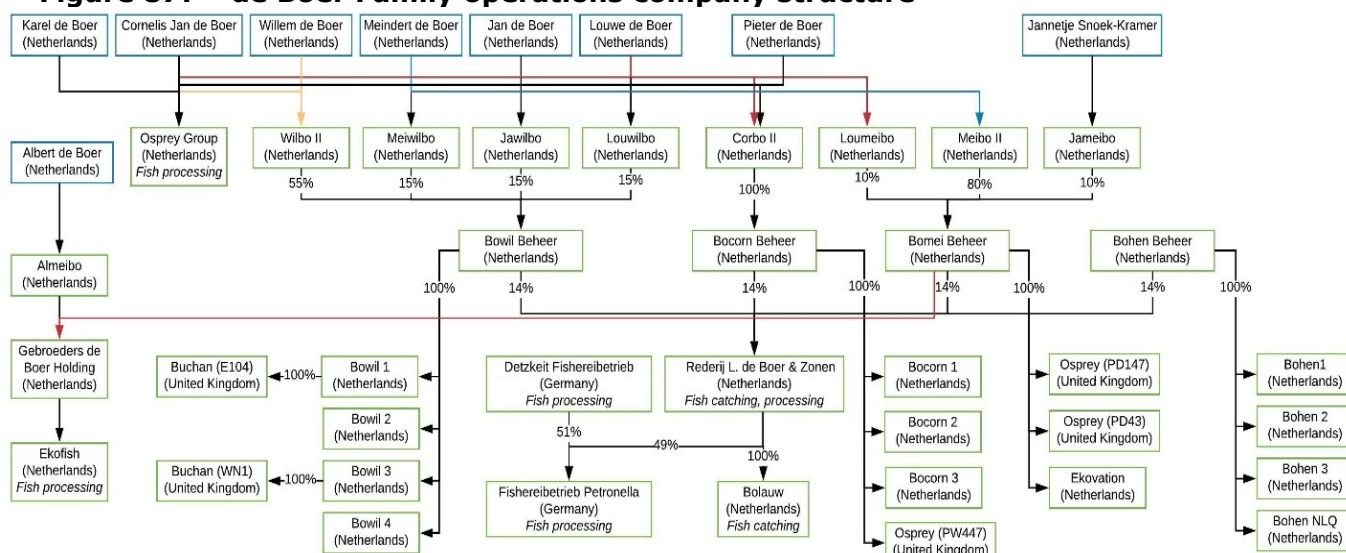 Figure de Boer Family operations company structure
Karel de Boer
(Netherlands)
Cornelis Jan de Boer
(Netherlands)
Willem de Boer
(Netherlands)
Meindert de Boer
(Netherlands)
Jan de Boer
(Netherlands)
Louwe de Boer
(Netherlands)
Pieter de Boer
(Netherlands)
Jannetje Snoek-Kramer
(Netherlands)
Albert de Boer
(Netherlands)
Osprey Group
(Netherlands)
Fish processing
Wilbo II
(Netherlands)
Meiwilbo
(Netherlands)
Jawilbo
(Netherlands)
Louwilbo
(Netherlands)
Corbo II
(Netherlands)
Loumeibo
(Netherlands)
Meibo II
(Netherlands)
Jameibo
(Netherlands)
55%
15%
15%
15%
100%
10%
80%
10%
Almeibo
(Netherlands)
Bowil Beheer
(Netherlands)
Bocorn Beheer
(Netherlands)
Bomei Beheer
(Netherlands)
Bohen Beheer
(Netherlands)
100%
14%
14%
100%
14%
100%
14%
100%
Gebroeders de
Boer Holding
(Netherlands)
Buchan (E104)
(United Kingdom)
100%
Bowil 1
(Netherlands)
Detzkeit Fishereibetrieb
(Germany)
Fish processing
Rederij L. de Boer & Zonen
(Netherlands)
Fish catching, processing
Bocorn 1
(Netherlands)
Osprey (PD147)
(United Kingdom)
Bohen1
(Netherlands)
Bowil 2
(Netherlands)
Bocorn 2
(Netherlands)
Osprey (PD43)
(United Kingdom)
Bohen 2
(Netherlands)
51%
49%
100%
Ekofish
(Netherlands)
Fish processing
Buchan (WN1)
(United Kingdom)
100%
Bowil 3
(Netherlands)
Fishereibetrieb Petronella
(Germany)
Fish processing
Bolauw
(Netherlands)
Fish catching
Bocorn 3
(Netherlands)
Ekovation
(Netherlands)
Bohen 3
(Netherlands)
Bowil 4
(Netherlands)
Osprey (PW447)
(United Kingdom)
Bohen NLQ
(Netherlands)